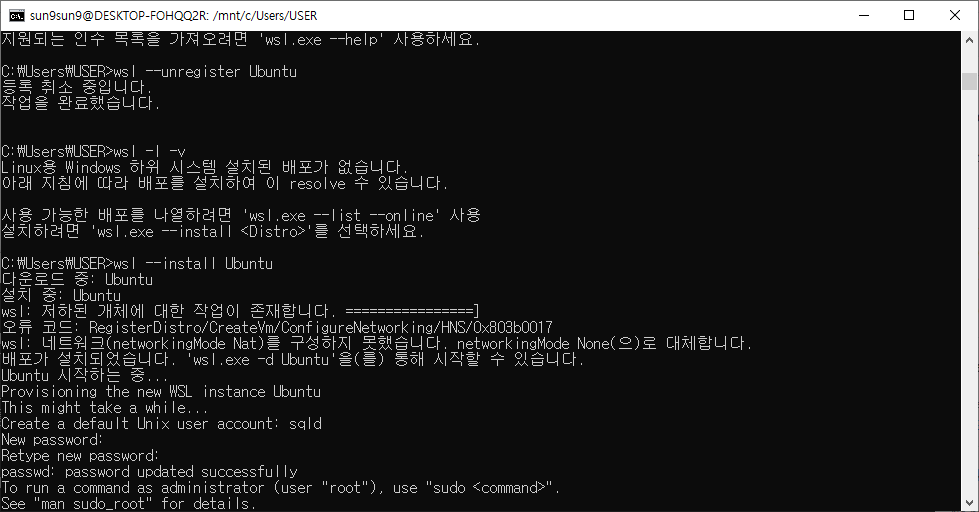 sun9sun9@DESKTOP-FOHQQ2R: /mnt/c/Users/USER
지원되는 인수 목록을 가져오려면 'wsl.exe --help' 사용하세요.
C:₩Users₩USER>wsl --unregister Ubuntu
등록 취소 중입니다.
작업을 완료했습니다.
C:₩Users₩USER>wsl -l -v
Linux용 Windows 하위 시스템 설치된 배포가 없습니다.
아래 지침에 따라 배포를 설치하여 이 resolve 수 있습니다.
사용 가능한 배포를 나열하려면 'wsl.exe --list --online' 사용
설치하려면 'wsl.exe --install <Distro>'를 선택하세요.
C:₩Users₩USER>wsl --install Ubuntu
다운로드 중: Ubuntu
설치 중: Ubuntu
wsl: 저하된 개체에 대한 작업이 존재합니다. ================]
오류 코드: RegisterDistro/CreateVm/ConfigureNetworking/HNS/0x803b0017
wsl: 네트워크(networkingMode Nat)를 구성하지 못했습니다. networkingMode None(으)로 대체합니다.
배포가 설치되었습니다. 'wsl.exe -d Ubuntu'을(를) 통해 시작할 수 있습니다.
Ubuntu 시작하는 중...
Provisioning the new WSL instance Ubuntu
This might take a while...
Create a default Unix user account: sqld
New password:
Retype new password:
passwd: password updated successfully
To run a command as administrator (user "root"), use "sudo <command>".
See "man sudo_root" for details.